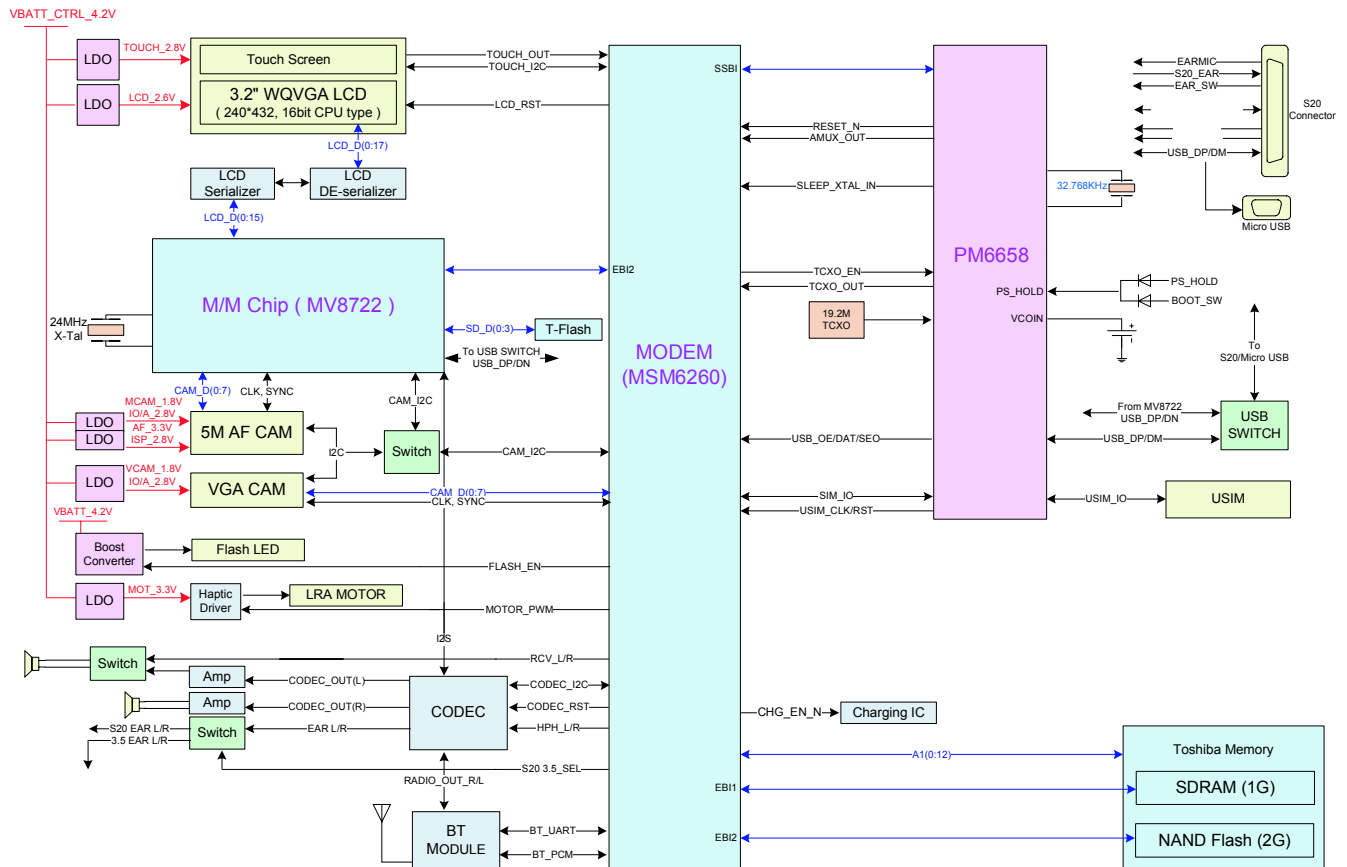 VBATT_CTRL_4.2V
LDO
TOUCH_2.8V
Touch Screen
TOUCH_OUT
TOUCH_I2C
LDO
LCD_2.6V
3.2" WQVGA LCD
( 240*432, 16bit CPU type )
LCD_RST
LCD_D(0:17)
LCD
Serializer
LCD
DE-serializer
LCD_D(0:15)
M/M Chip ( MV8722 )
24MHz
X-Tal
EBI2
SD_D(0:3)
T-Flash
To USB SWITCH
USB_DP/DN
CAM_D(0:7)
CLK, SYNC
CAM_I2C
MCAM_1.8V
IO/A_2.8V
AF_3.3V
ISP_2.8V
LDO
LDO
5M AF CAM
I2C
Switch
CAM_I2C
LDO
VCAM_1.8V
IO/A_2.8V
VGA CAM
CAM_D(0:7)
CLK, SYNC
VBATT_4.2V
Boost
Converter
Flash LED
FLASH_EN
LDO
MOT_3.3V
Haptic
Driver
LRA MOTOR
MOTOR_PWM
I2S
Switch
RCV_L/R
Amp
CODEC_OUT(L)
Amp
CODEC_OUT(R)
CODEC
CODEC_I2C
CODEC_RST
HPH_L/R
S20 EAR L/R
3.5 EAR L/R
Switch
EAR L/R
S20 3.5_SEL
RADIO_OUT_R/L
BT
MODULE
BT_UART
BT_PCM
MODEM
(MSM6260)
SSBI
RESET_N
AMUX_OUT
SLEEP_XTAL_IN
TCXO_EN
TCXO_OUT
19.2M
TCXO
USB_OE/DAT/SEO
SIM_IO
USIM_CLK/RST
PM6658
32.768KHz
PS_HOLD
PS_HOLD
BOOT_SW
VCOIN
EARMIC
S20_EAR
EAR_SW
USB_DP/DM
S20
Connector
Micro USB
To
S20/Micro USB
From MV8722
USB_DP/DN
USB_DP/DM
USB
SWITCH
USIM_IO
USIM
CHG_EN_N
Charging IC
A1(0:12)
EBI1
EBI2
Toshiba Memory
SDRAM (1G)
NAND Flash (2G)